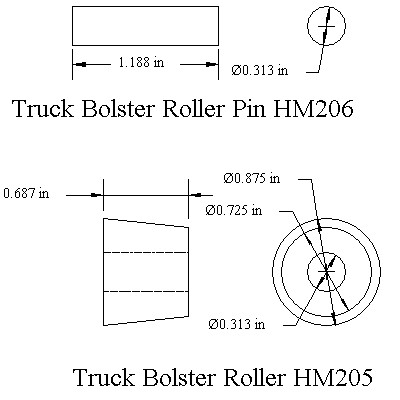 1.188 in
Ø0.313 in
Truck Bolster Roller Pin HM206
0.687 in
Ø0.875 in
Ø0.725 in
Ø0.313 in
Truck Bolster Roller HM205